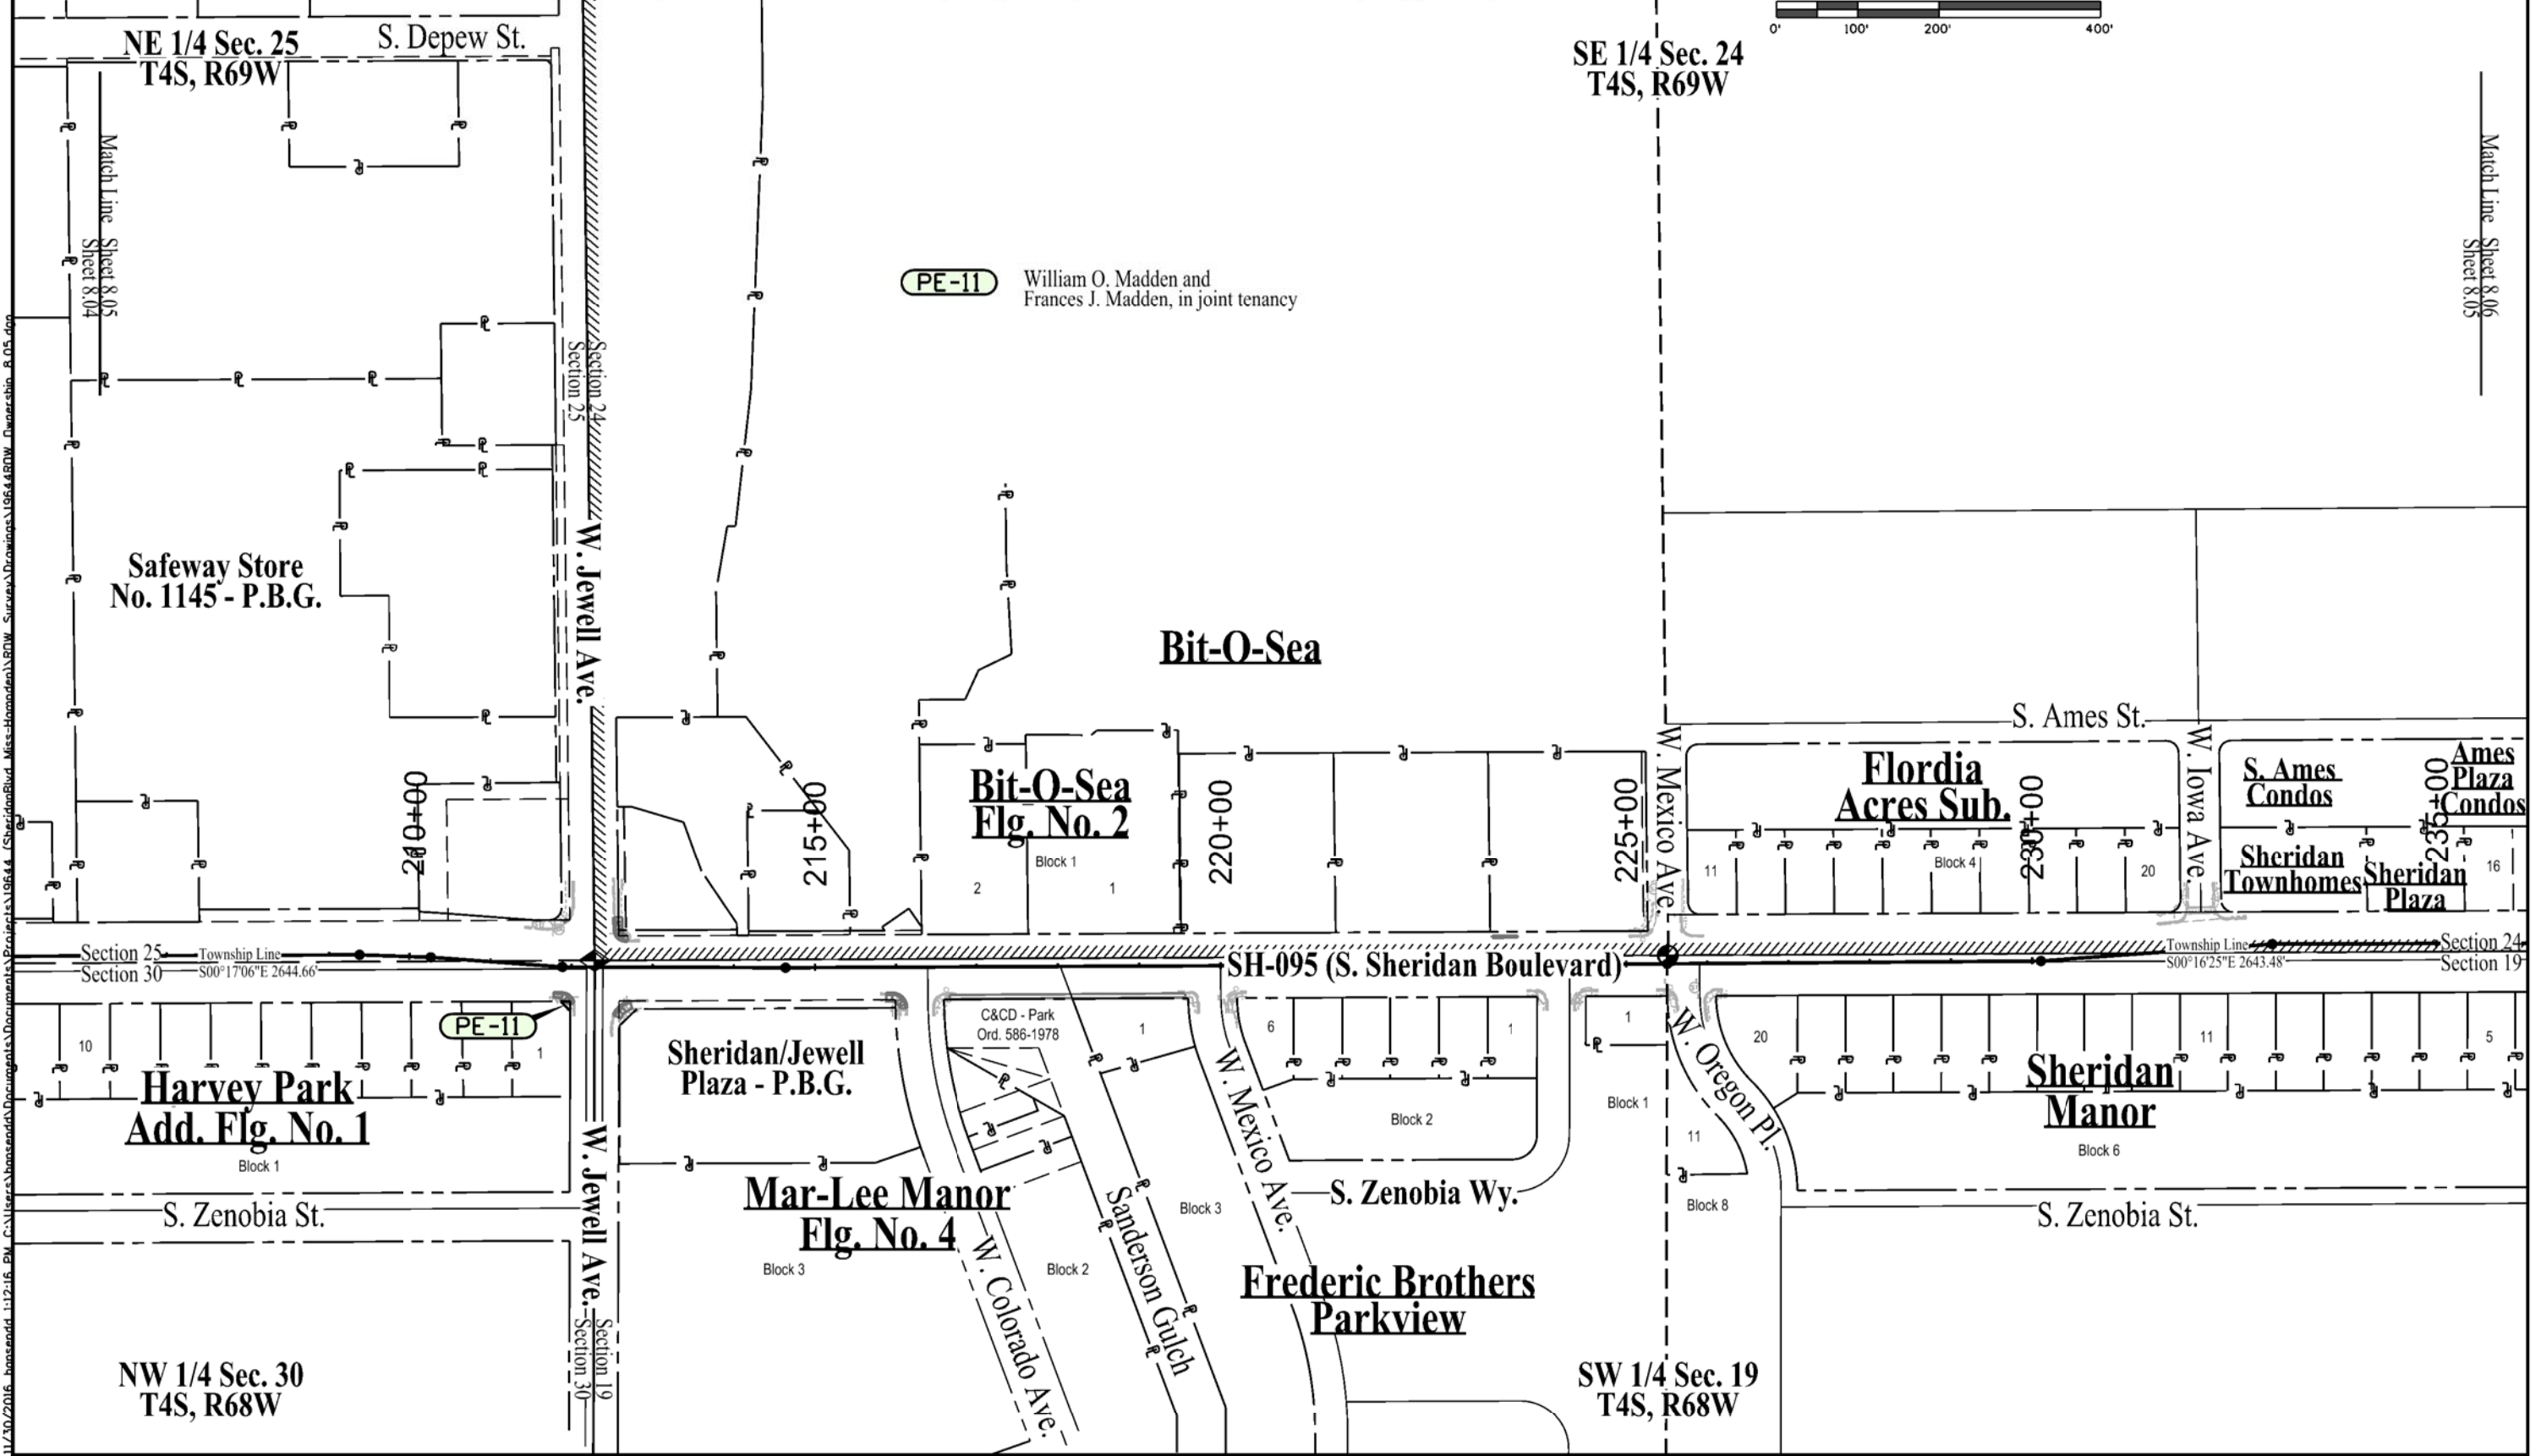 0' 100' 200' 400'
NE 1/4 Sec. 25
T4S, R69W
S. Depew St.
SE 1/4 Sec. 24
T4S, R69W
Match Line Sheet 8.05
Sheet 8.04
Match Line Sheet 8.06
Sheet 8.05
PE-11
William O. Madden and
Frances J. Madden, in joint tenancy
Section 24
Section 25
W. Jewell Ave.
Safeway Store
No. 1145 - P.B.G.
Bit-O-Sea
Bit-O-Sea
Flg. No. 2
Block 1
2
1
210+00
215+00
220+00
225+00
230+00
235+00
W. Mexico Ave.
S. Ames St.
Flordia
Acres Sub.
11
Block 4
20
W. Iowa Ave.
S. Ames
Condos
Ames
Plaza
Condos
Sheridan
Townhomes
Sheridan
Plaza
16
Section 25
Township Line
Section 30
S00°17'06"E 2644.66'
SH-095 (S. Sheridan Boulevard)
Township Line
Section 24
S00°16'25"E 2643.48'
Section 19
PE-11
10
1
Harvey Park
Add. Flg. No. 1
Block 1
S. Zenobia St.
W. Jewell Ave.
Section 19
Section 30
NW 1/4 Sec. 30
T4S, R68W
Sheridan/Jewell
Plaza - P.B.G.
Mar-Lee Manor
Flg. No. 4
Block 3
C&CD - Park
Ord. 586-1978
1
W. Colorado Ave.
Block 2
Sanderson Gulch
Block 3
W. Mexico Ave.
6
1
Block 2
S. Zenobia Wy.
Frederic Brothers
Parkview
1
Block 1
W. Oregon Pl.
11
Block 8
SW 1/4 Sec. 19
T4S, R68W
20
11
5
Sheridan
Manor
Block 6
S. Zenobia St.
11/30/2016 1:12:16 PM